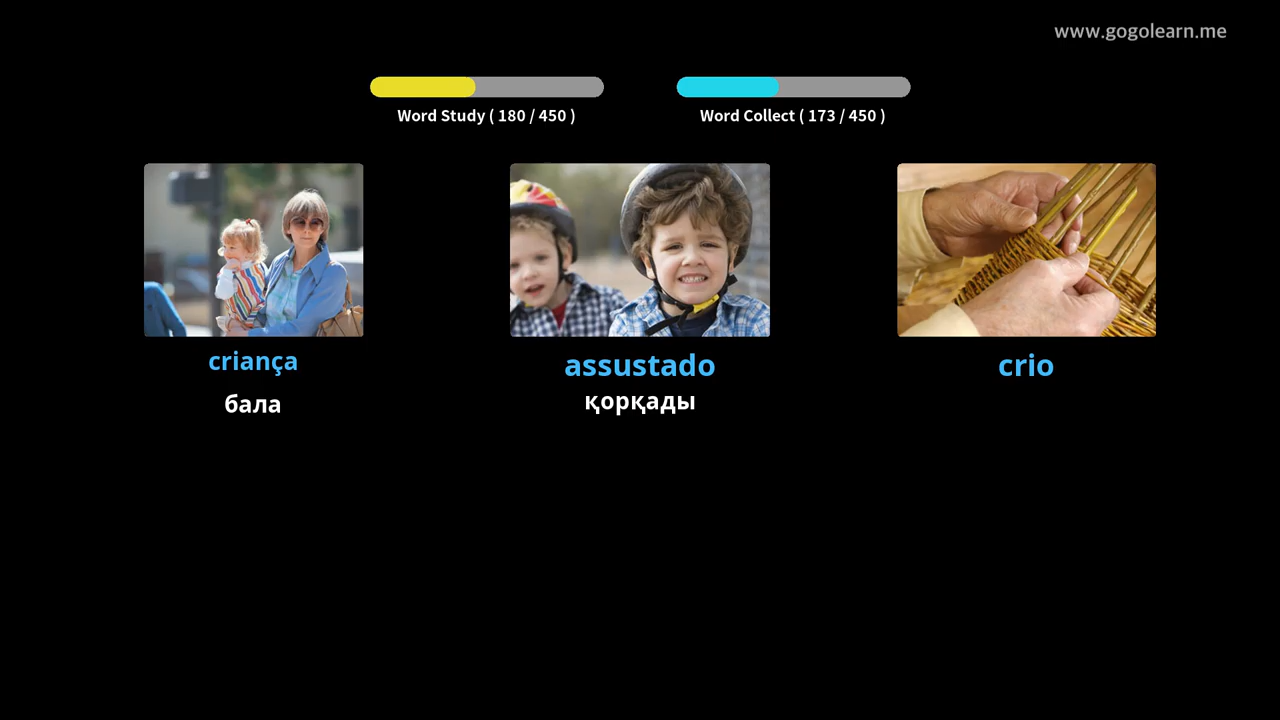 www.gogolearn.me
Word Study ( 180 / 450 )
Word Collect ( 173 / 450 )
criança
бала
assustado
қорқады
crio